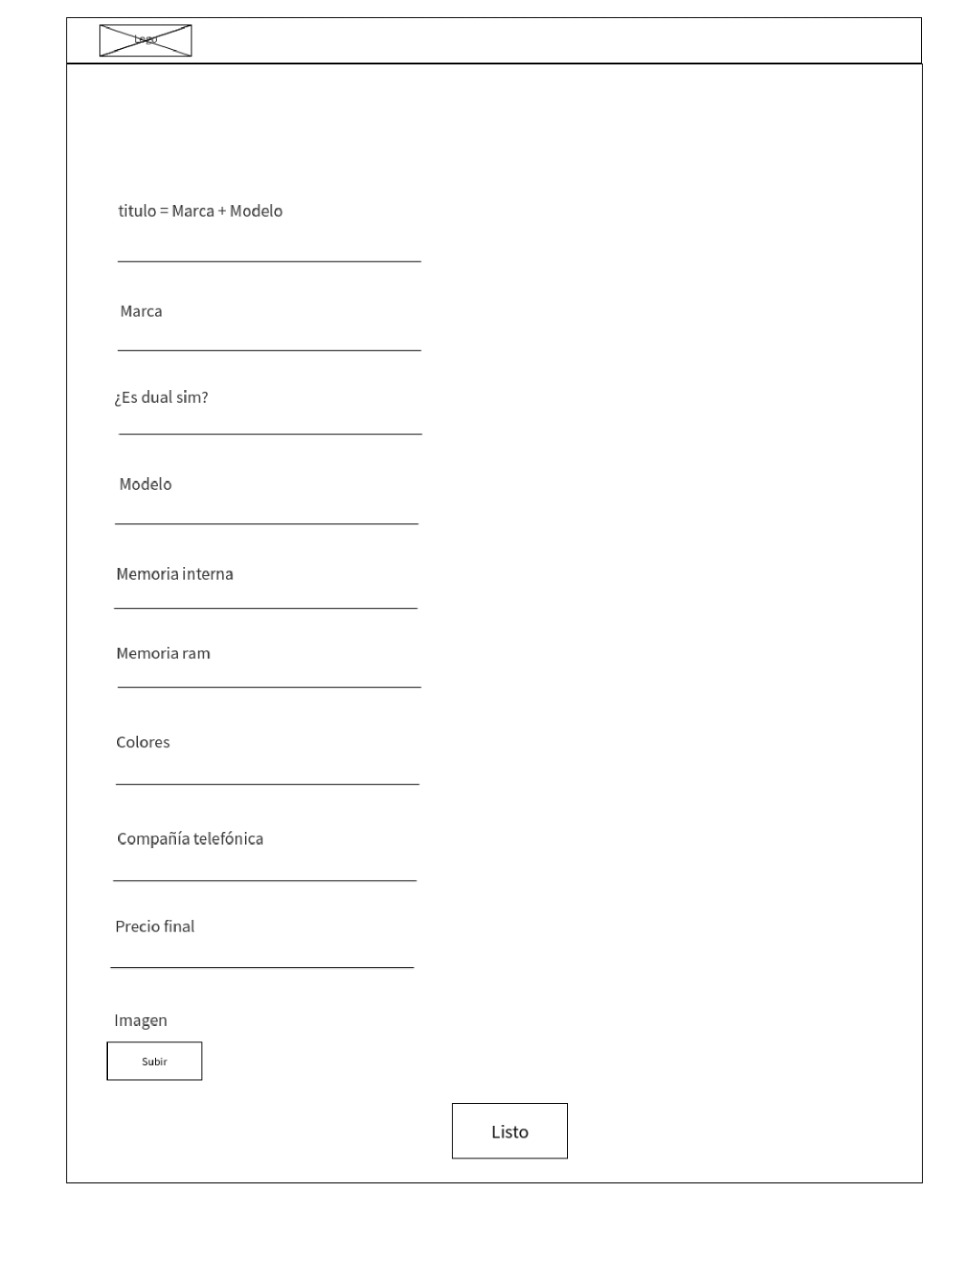 Logo
titulo = Marca + Modelo
Marca
¿Es dual sim?
Modelo
Memoria interna
Memoria ram
Colores
Compañía telefónica
Precio final
Imagen
Subir
Listo